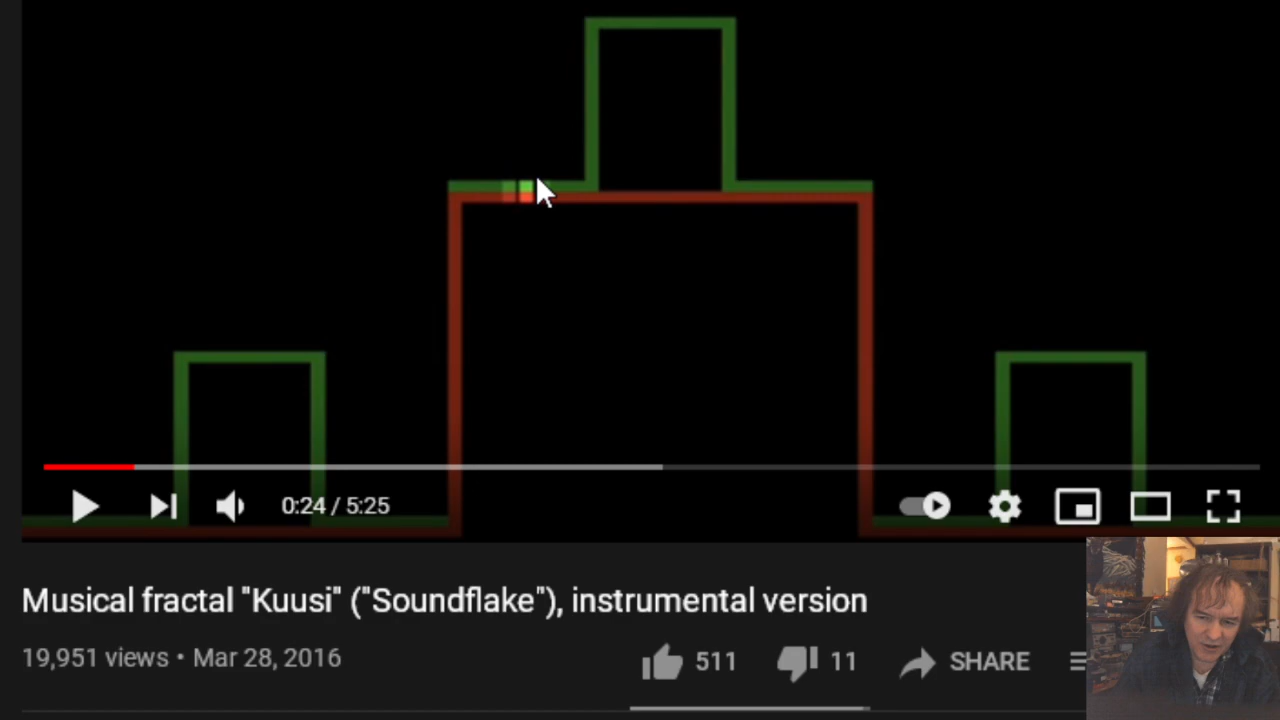 0:24 / 5:25
Musical fractal "Kuusi" ("Soundflake"), instrumental version
19,951 views • Mar 28, 2016
511
11
SHARE